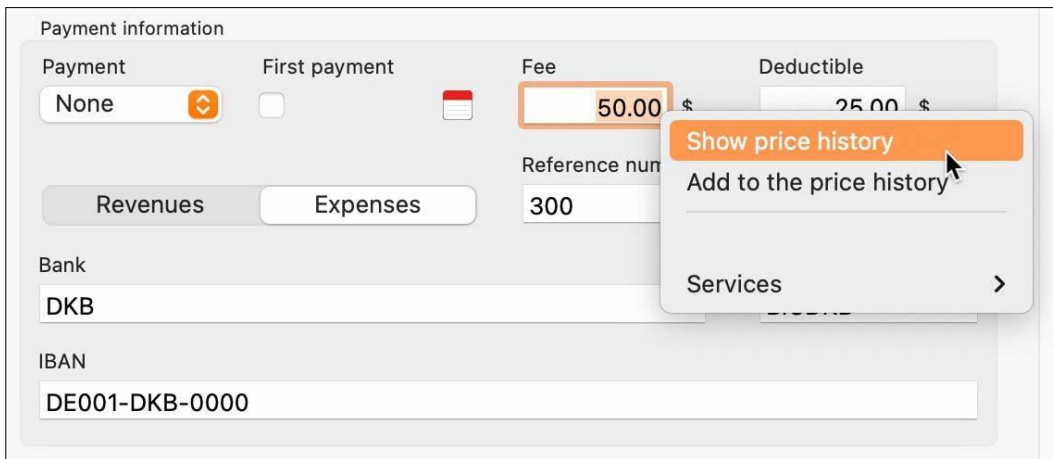 Payment information
Payment First payment Fee Deductible
None 50.00 $ 25.00 $
Show price history
Reference num
Add to the price history
Revenues Expenses 300
Bank
Services
DKB
IBAN
DE001-DKB-0000